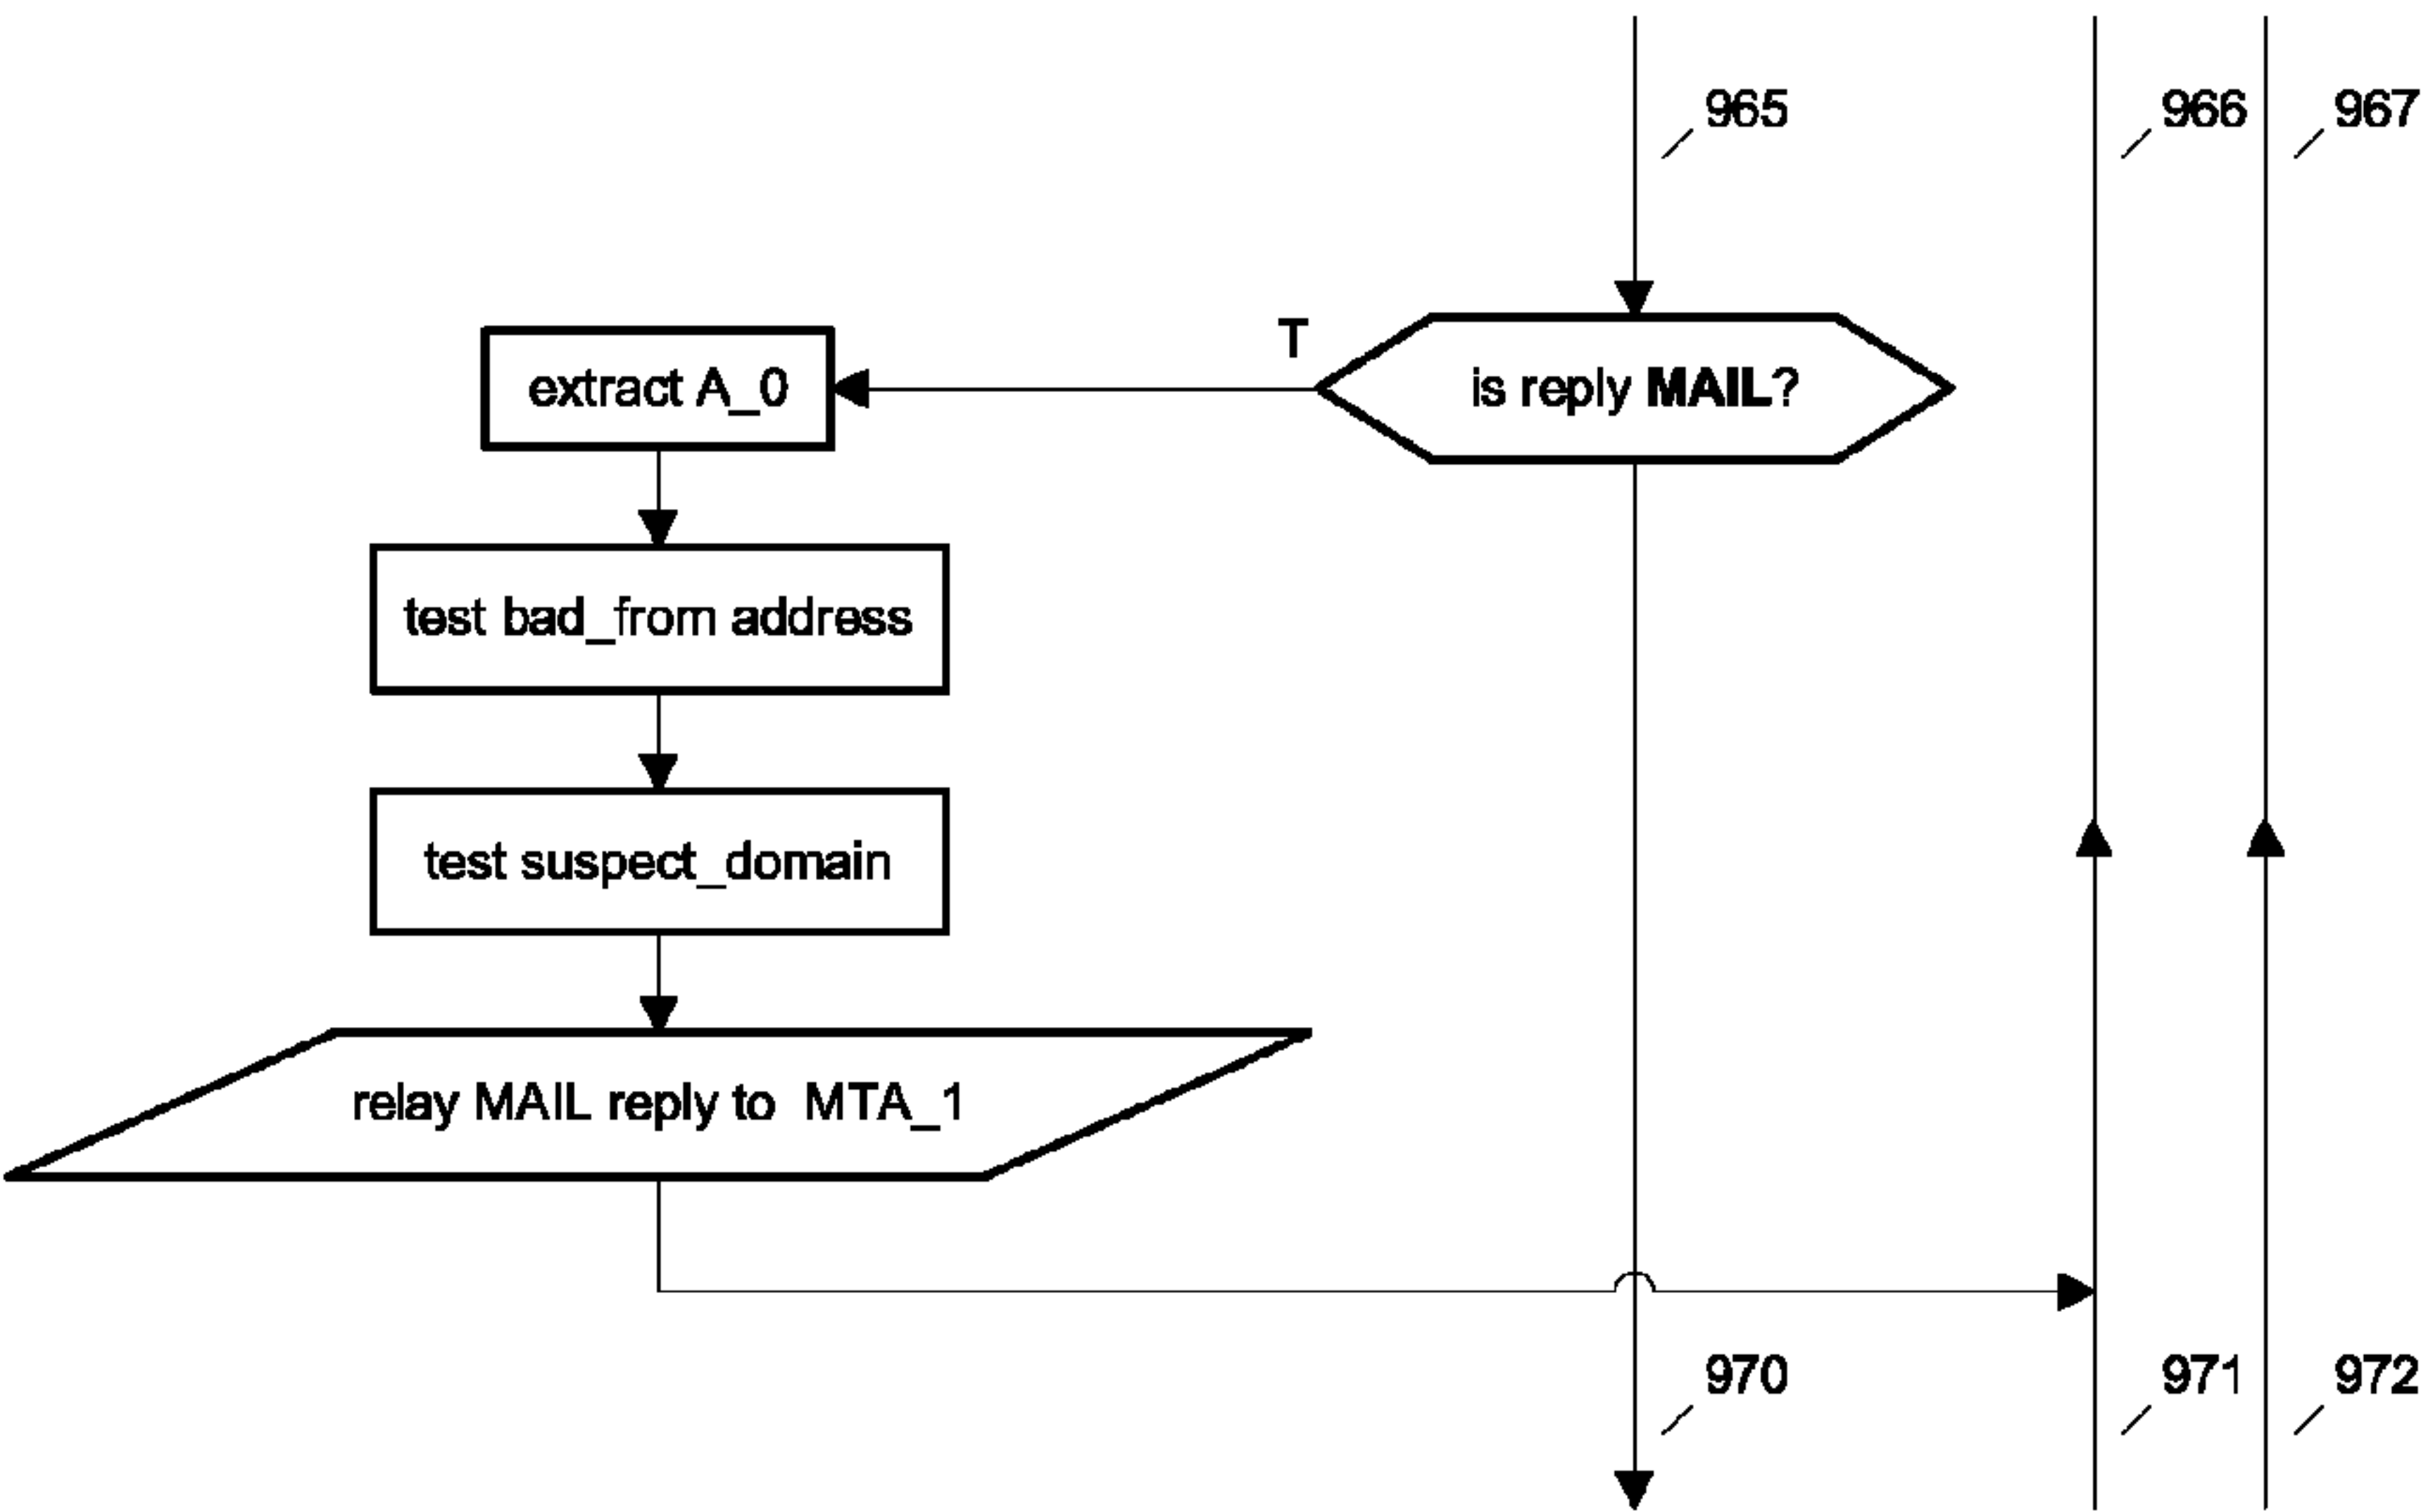 965
966
967
T
extract A_0
is reply MAIL?
test bad_from address
test suspect_domain
relay MAIL reply to MTA_1
970
971
972